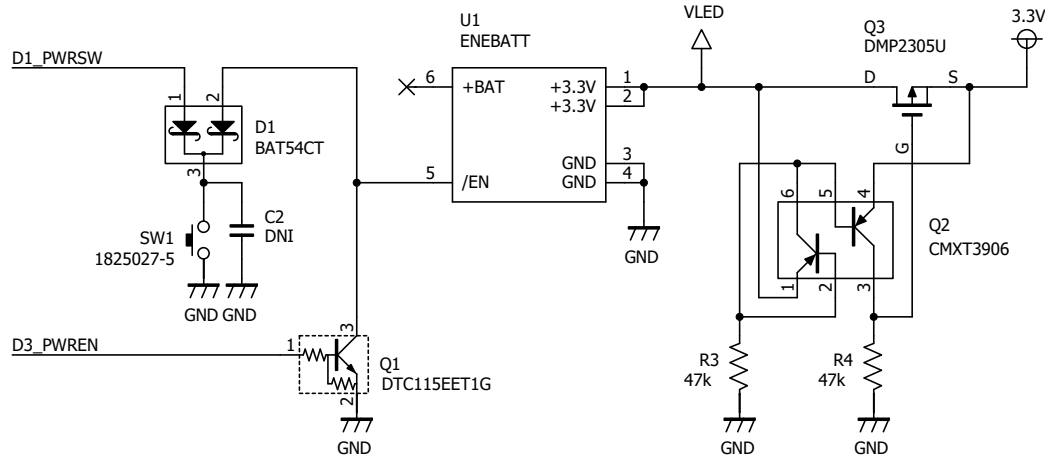 U1
ENEBATT
VLED
Q3
DMP2305U
3.3V
D1_PWRSW
6
+BAT
+3.3V
+3.3V
1
2
D
S
G
1
2
D1
BAT54CT
3
5
/EN
GND
GND
3
4
GND
6
5
4
Q2
CMXT3906
1
2
3
SW1
1825027-5
C2
DNI
GND
GND
D3_PWREN
1
3
2
Q1
DTC115EET1G
GND
R3
47k
R4
47k
GND
GND